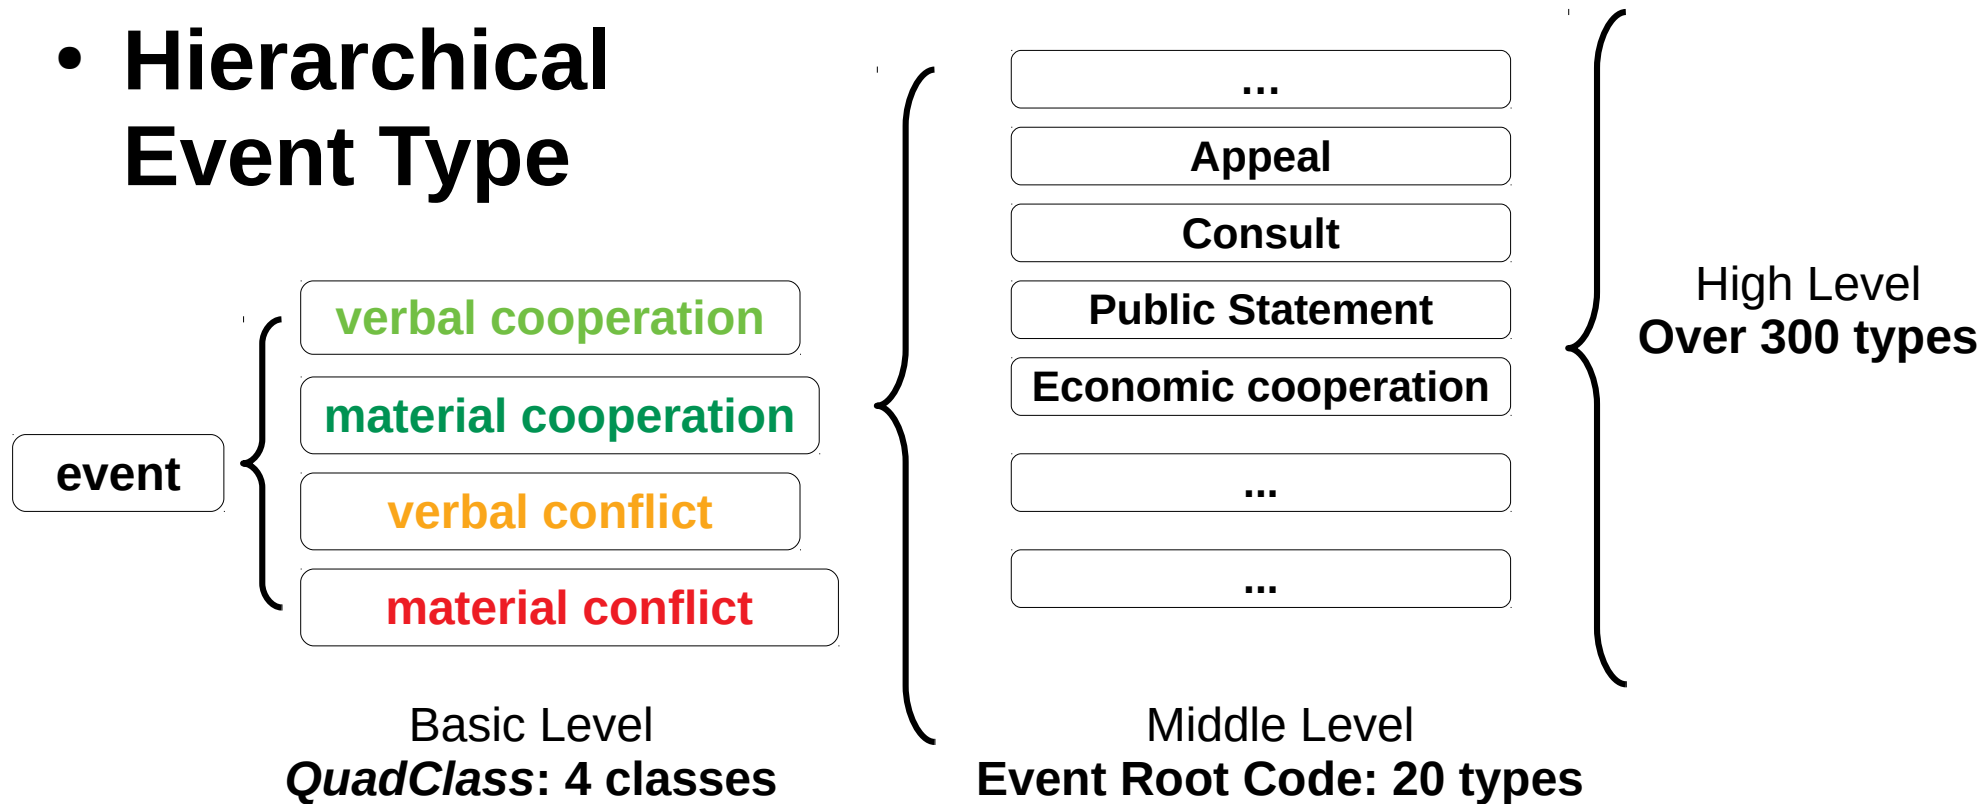 • Hierarchical
Event Type
event
verbal cooperation
material cooperation
verbal conflict
material conflict
Basic Level
QuadClass: 4 classes
...
Appeal
Consult
Public Statement
Economic cooperation
...
...
Middle Level
Event Root Code: 20 types
High Level
Over 300 types